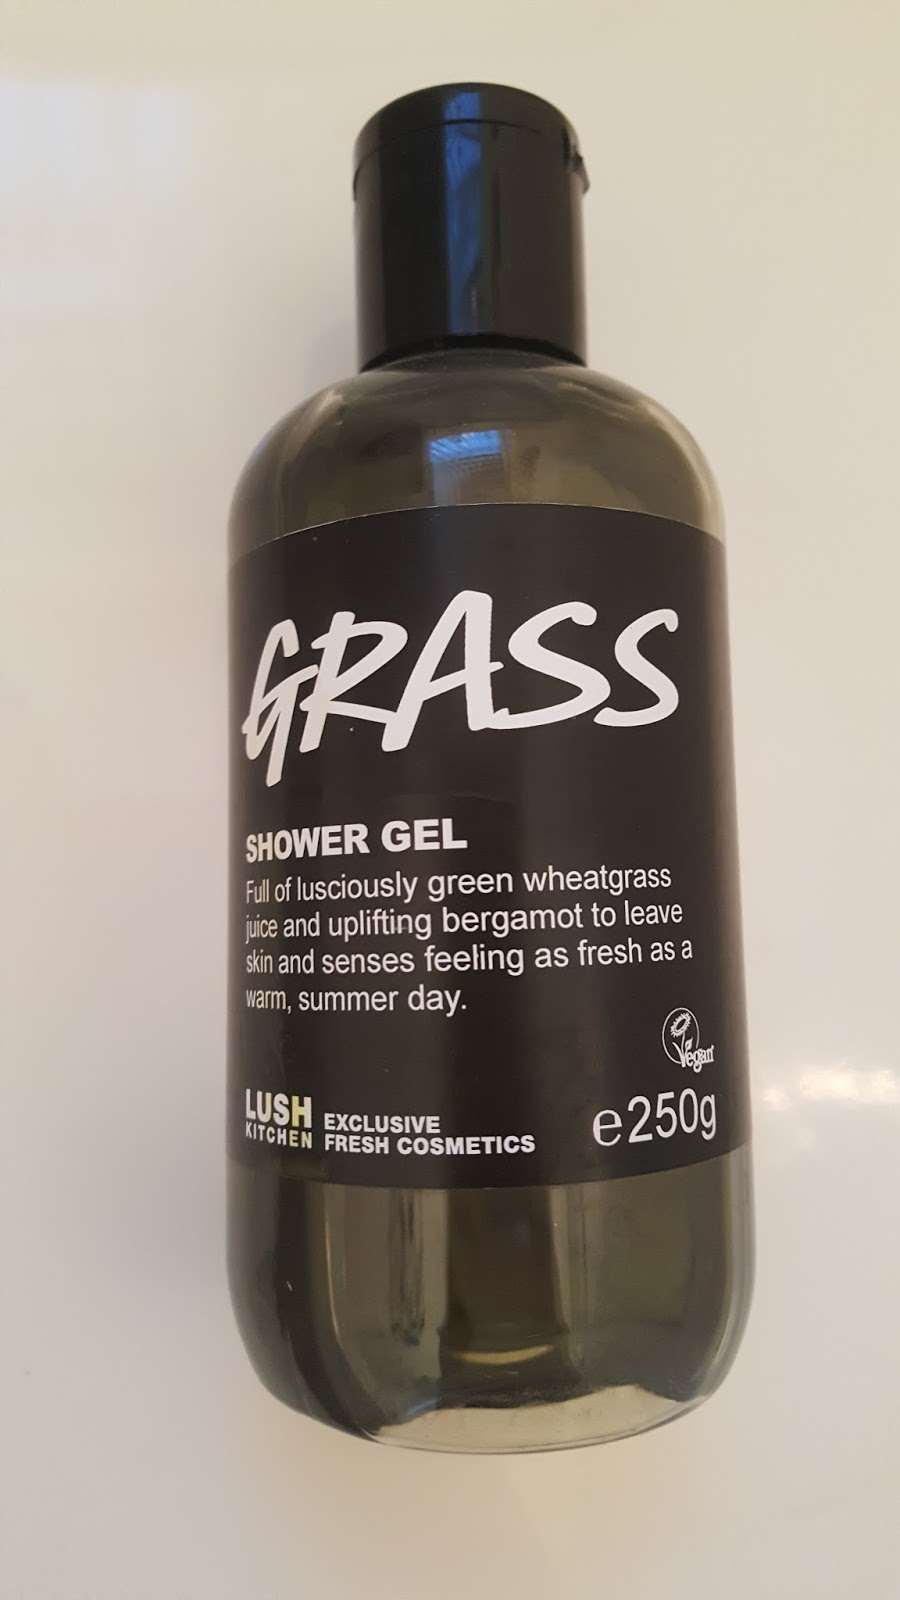 GRASS
SHOWER GEL
Full of lusciously green wheatgrass
juice and uplifting bergamot to leave
skin and senses feeling as fresh as a
warm, summer day.
Vegan
LUSH
KITCHEN
EXCLUSIVE
FRESH COSMETICS
e250g